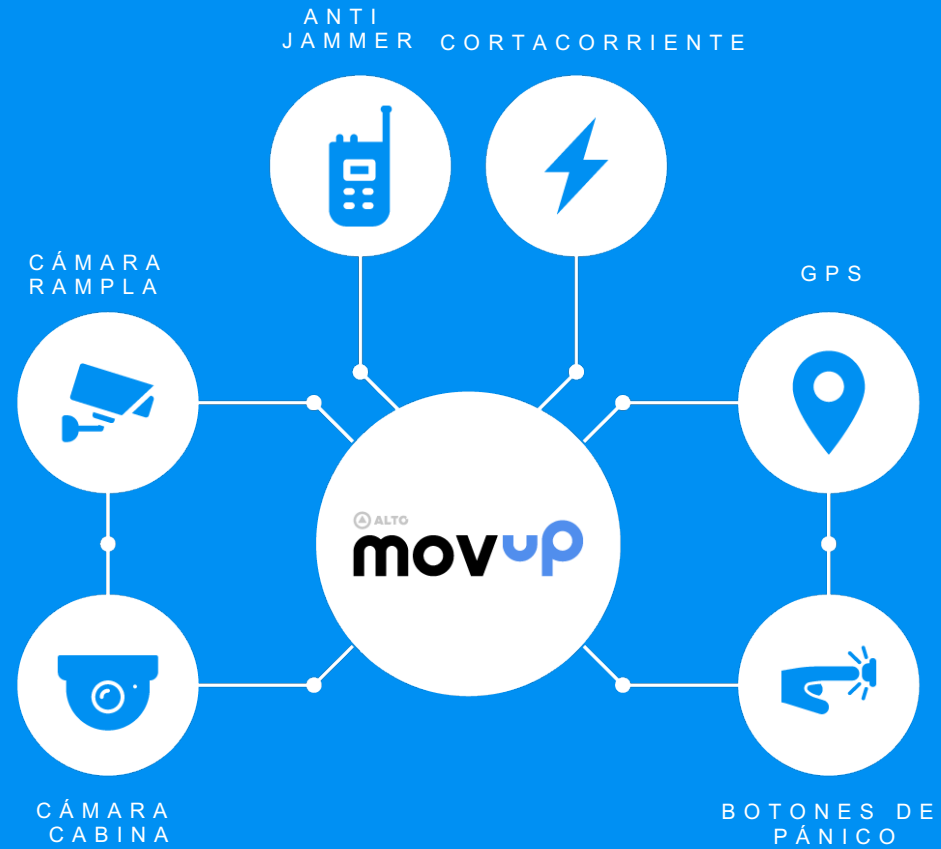 ANTI
JAMMER
CORTACORRIENTE
CÁMARA
RAMPLA
GPS
ALTO
movup
CÁMARA
CABINA
BOTONES DE
PÁNICO